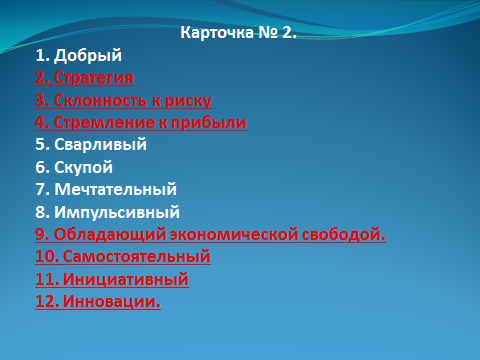 Карточка № 2.
1. Добрый
2. Стратегия
3. Склонность к риску
4. Стремление к прибыли
5. Сварливый
6. Скупой
7. Мечтательный
8. Импульсивный
9. Обладающий экономической свободой.
10. Самостоятельный
11. Инициативный
12. Инновации.